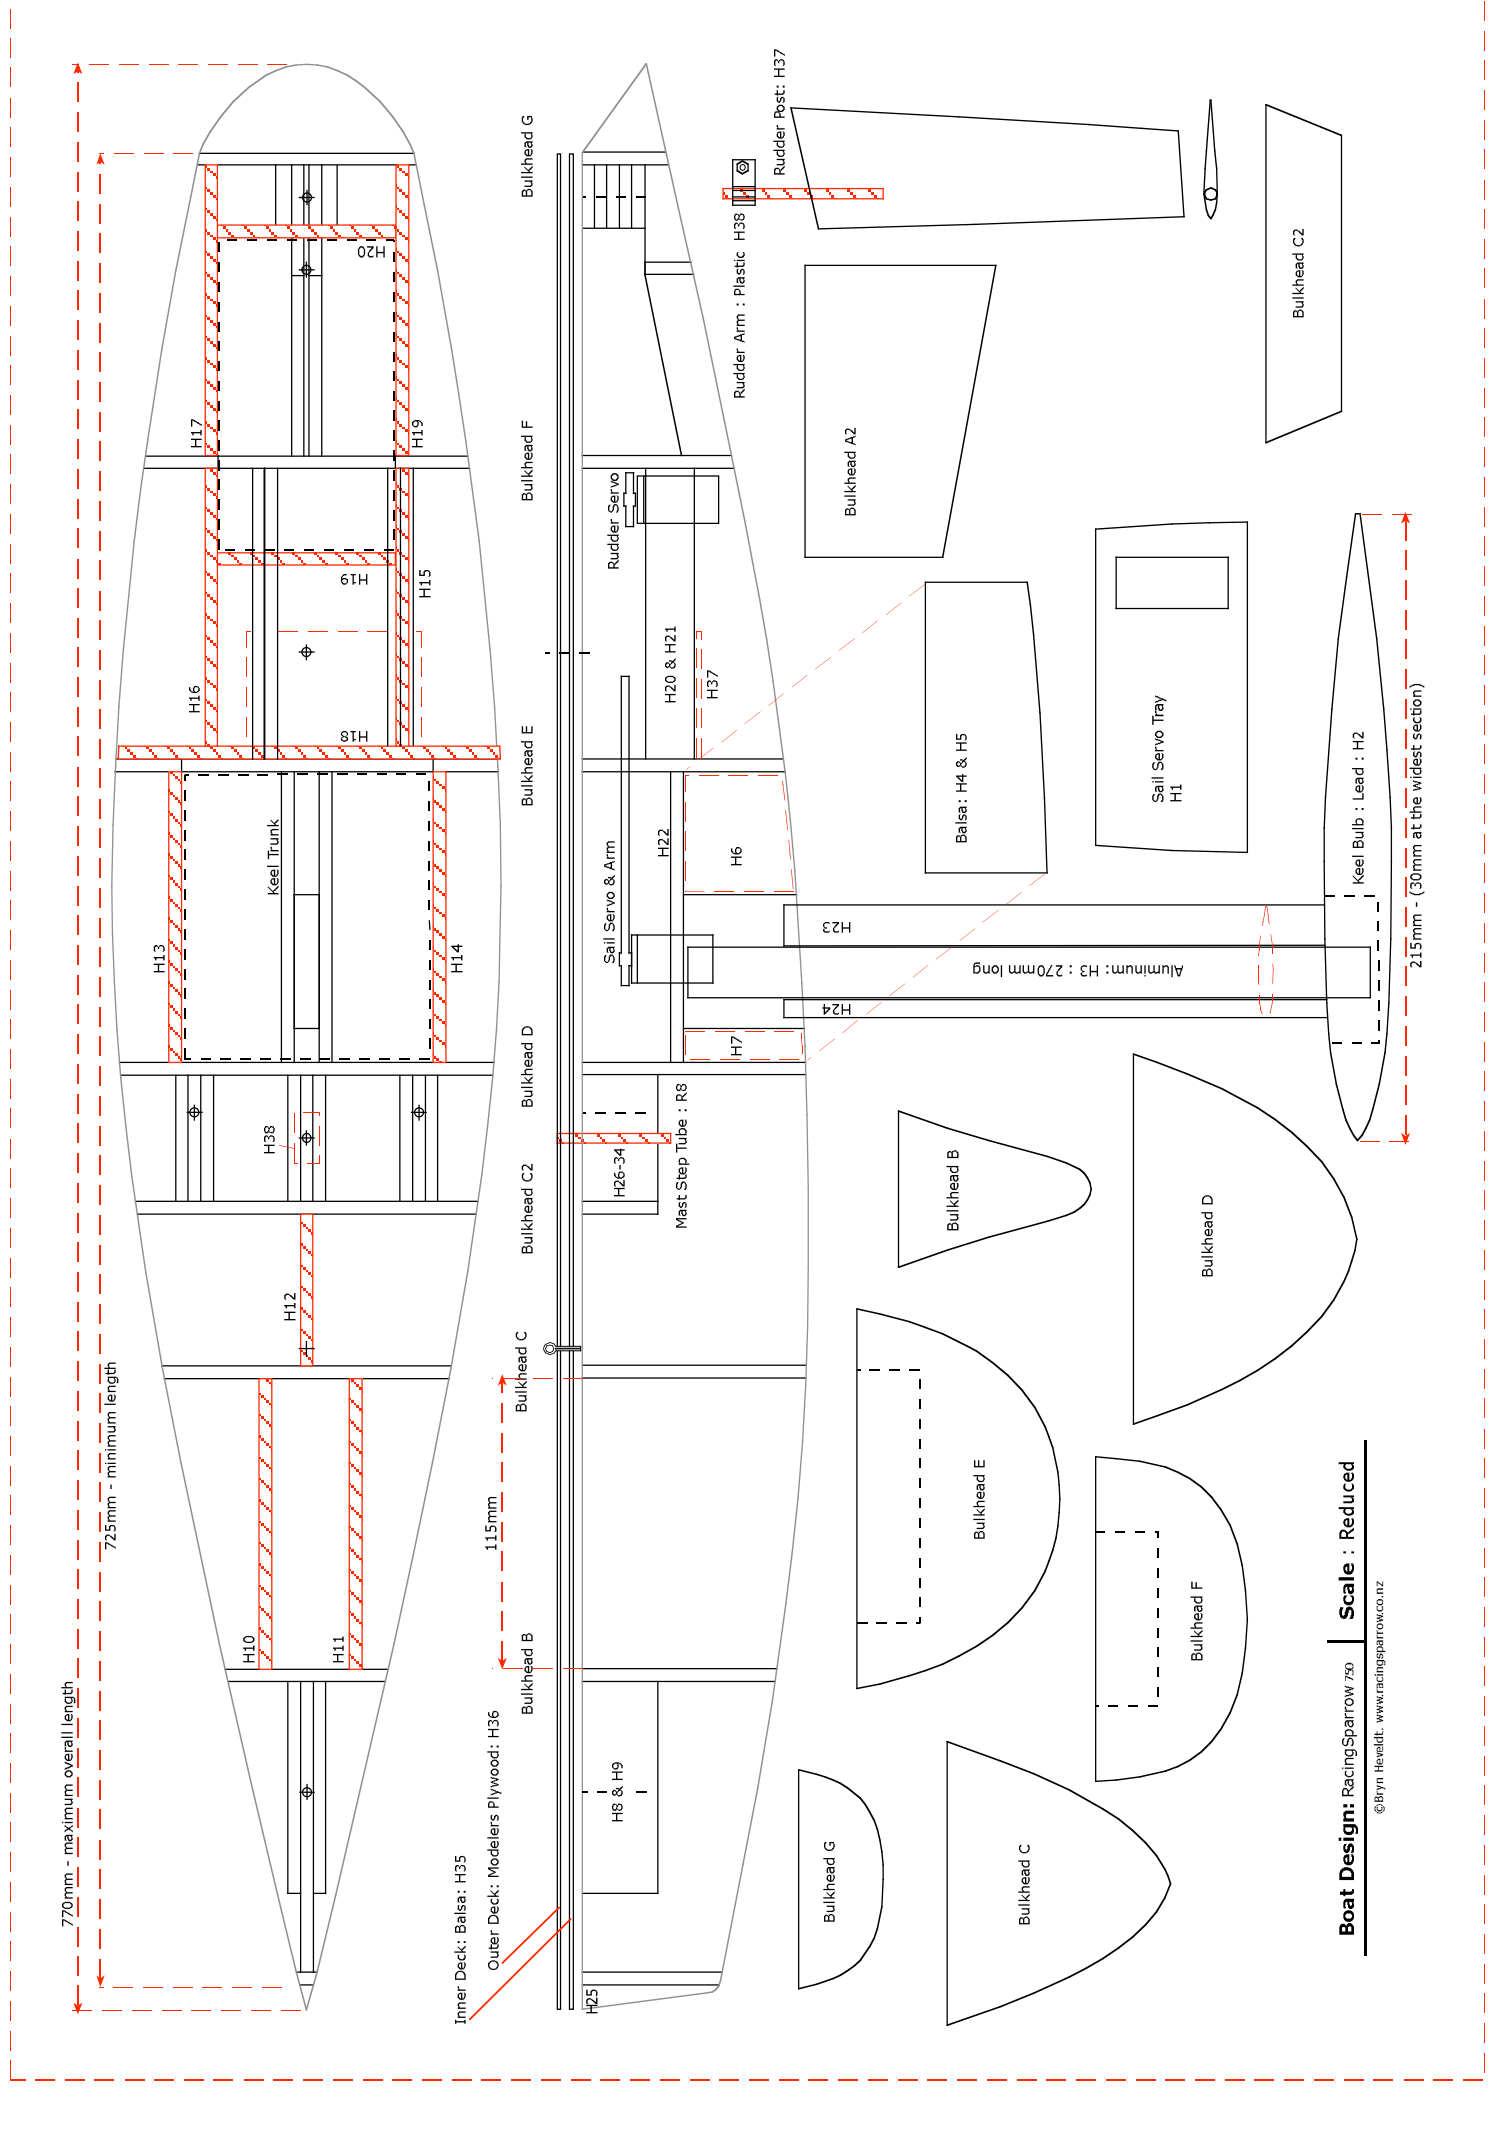 770mm - maximum overall length
725mm - minimum length
H17
H20
H19
H16
H19
H15
H18
Keel Trunk
H13
H14
H38
H12
H10
H11
Bulkhead G
Bulkhead F
Bulkhead E
Bulkhead D
Bulkhead C2
Bulkhead C
115mm
Bulkhead B
Inner Deck: Balsa: H35
Outer Deck: Modelers Plywood: H36
H25
H8 & H9
Rudder Servo
H20 & H21
H37
Sail Servo & Arm
H22
H6
H7
H26-34
Mast Step Tube : R8
Rudder Post: H37
Rudder Arm : Plastic H38
Bulkhead A2
Bulkhead C2
Balsa: H4 & H5
Sail Servo Tray
H1
Keel Bulb : Lead : H2
215mm - (30mm at the widest section)
H23
Aluminum: H3 : 270mm long
H24
Bulkhead B
Bulkhead D
Bulkhead E
Bulkhead F
Bulkhead G
Bulkhead C
Boat Design: RacingSparrow 750
Scale : Reduced
©Bryn Heveldt. www.racingsparrow.co.nz